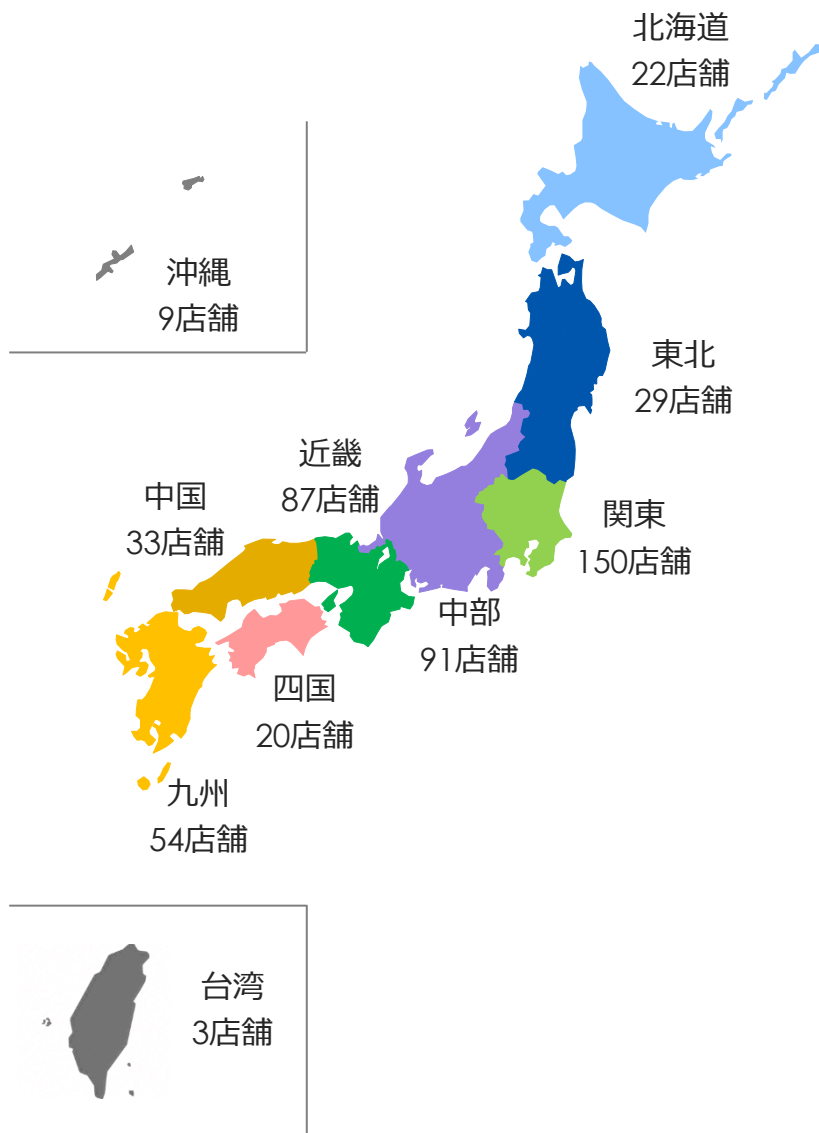 北海道
22店舗
沖縄
9店舗
東北
29店舗
近畿
87店舗
中国
33店舗
関東
150店舗
中部
91店舗
四国
20店舗
九州
54店舗
台湾
3店舗